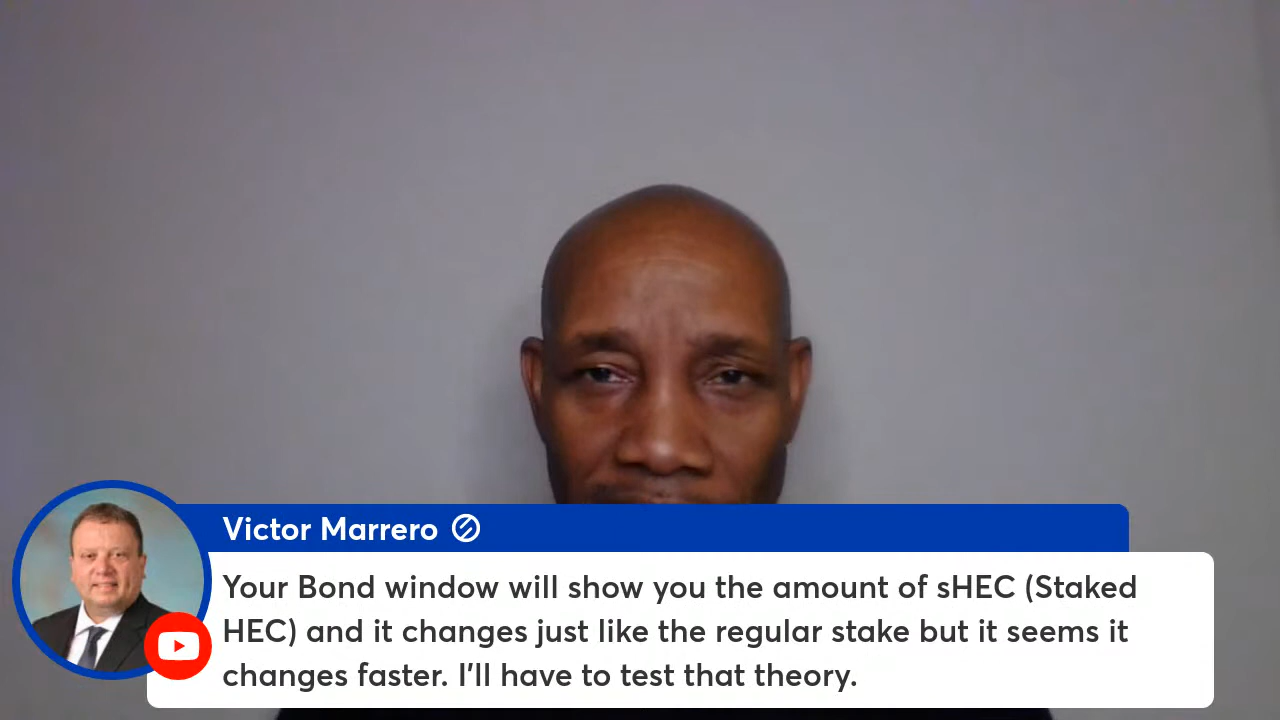 Victor Marrero
Your Bond window will show you the amount of sHEC (Staked
HEC) and it changes just like the regular stake but it seems it
changes faster. I'll have to test that theory.